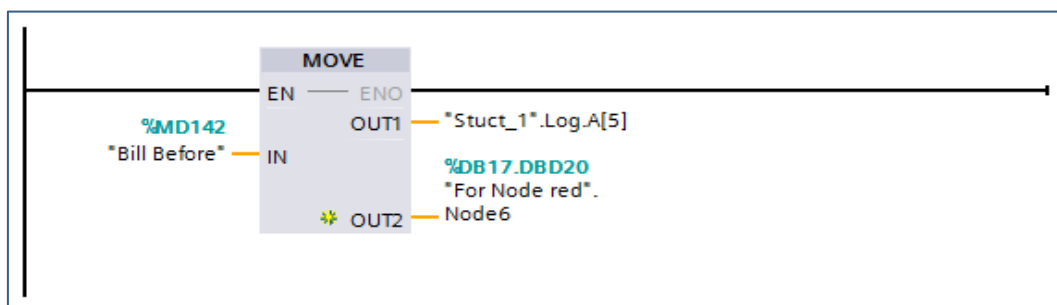 MOVE
EN ENO
%MD142
"Bill Before"
IN
OUT1
"Stuct_1".Log.A[5]
%DB17.DBD20
"For Node red".
OUT2
Node6